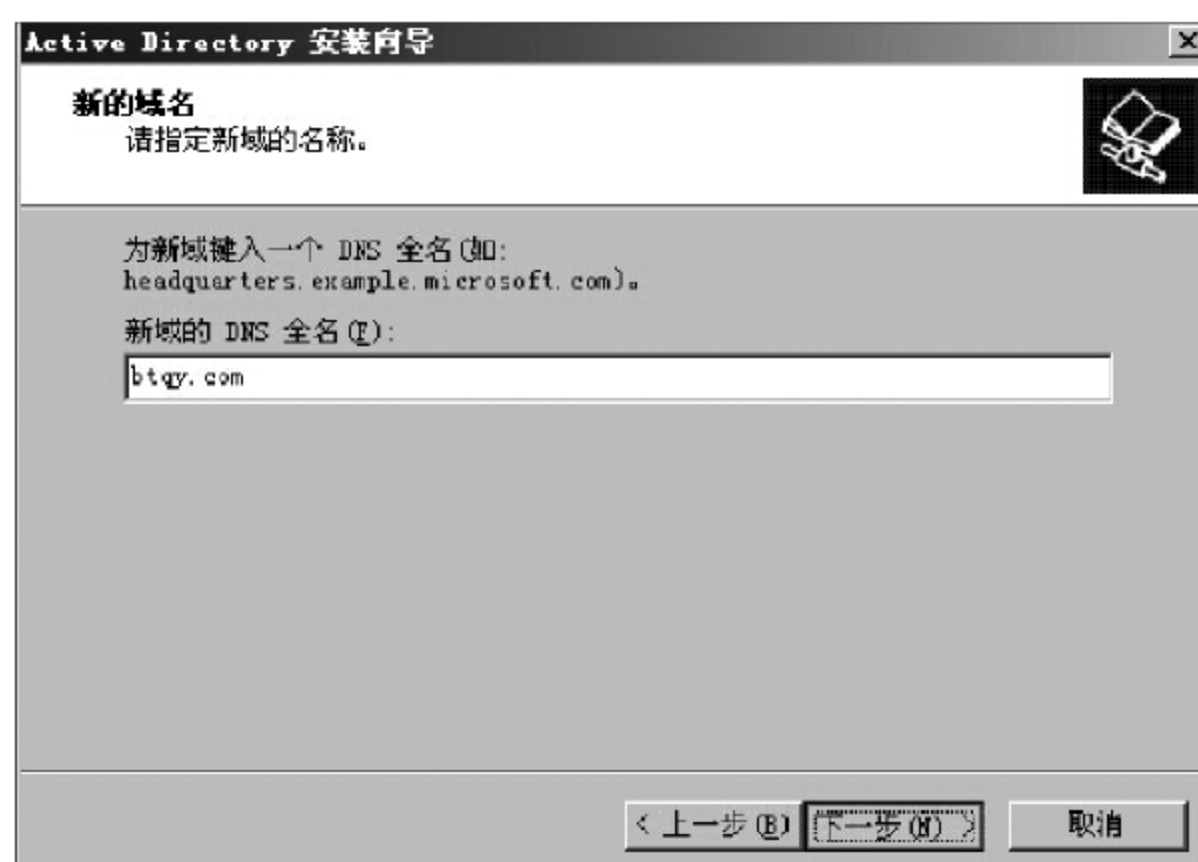 Active Directory 安装向导
新的域名
请指定新域的名称。
为新域键入一个 DNS 全名(如:
headquarters.example.microsoft.com)。
新域的 DNS 全名(F):
btqy.com
< 上一步(B) 下一步(N) > 取消